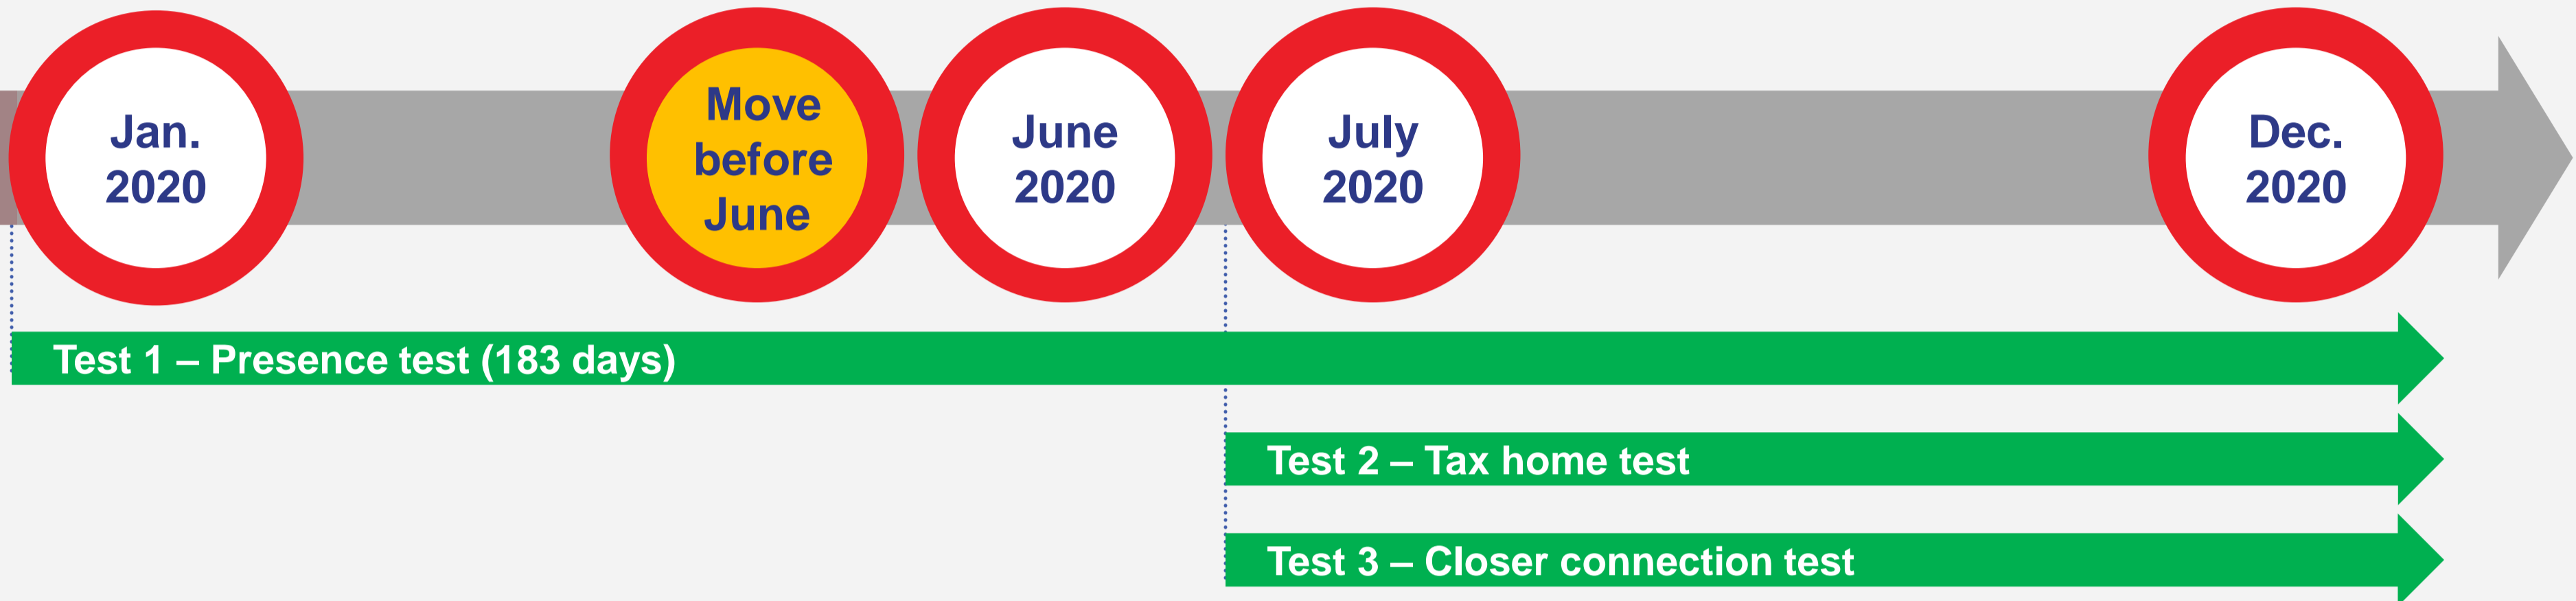 Jan.
2020
Move
before
June
June
2020
July
2020
Dec.
2020
Test 1 – Presence test (183 days)
Test 2 – Tax home test
Test 3 – Closer connection test